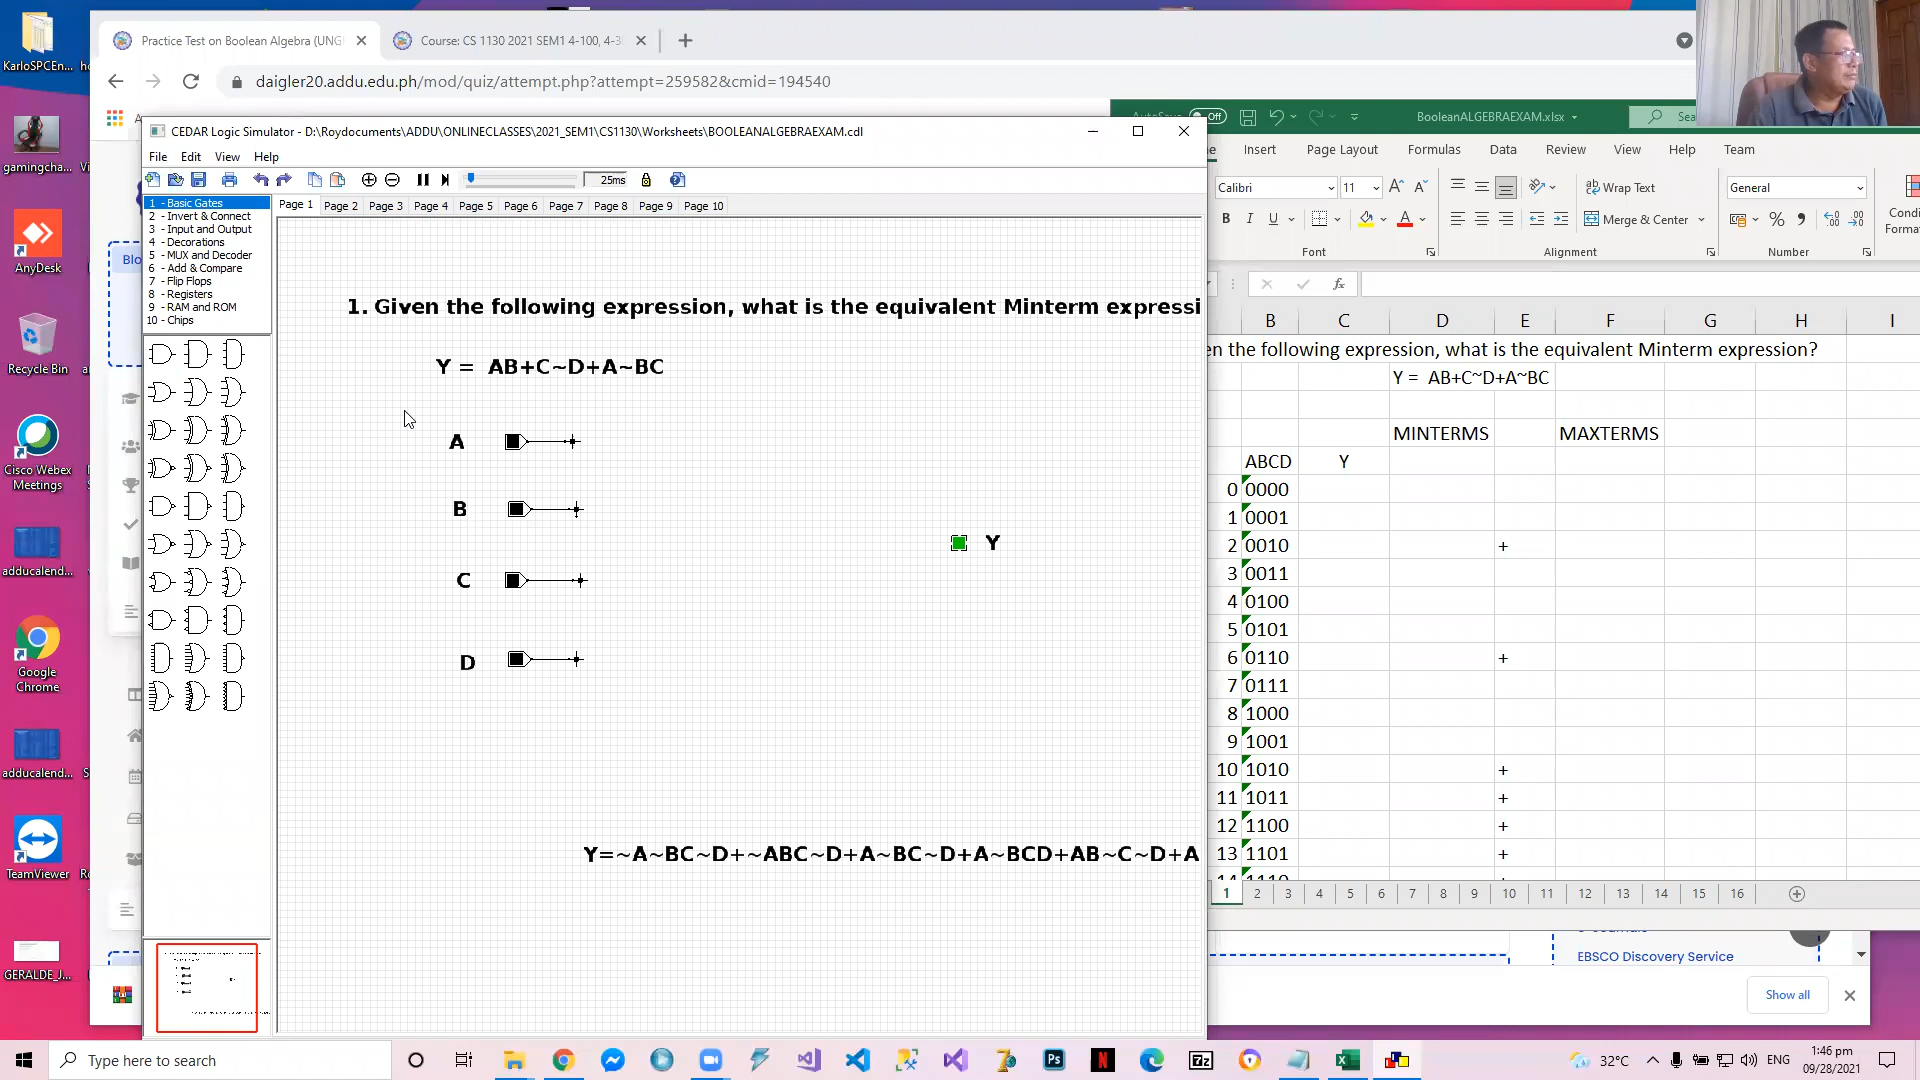 KarloSPCEn...
gamingcha...
AnyDesk
Recycle Bin
Cisco Webex
Meetings
adducalend...
Google
Chrome
adducalend...
TeamViewer
GERALDE_J...
Practice Test on Boolean Algebra (UNG
Course: CS 1130 2021 SEM1 4-100, 4-3
daigler20.addu.edu.ph/mod/quiz/attempt.php?attempt=259582&cmid=194540
CEDAR Logic Simulator - D:\Roydocuments\ADDU\ONLINECLASSES\2021_SEM1\CS1130\Worksheets\BOOLEANALGEBRAEXAM.cdl
File Edit View Help
25ms
1 - Basic Gates
2 - Invert & Connect
3 - Input and Output
4 - Decorations
5 - MUX and Decoder
6 - Add & Compare
7 - Flip Flops
8 - Registers
9 - RAM and ROM
10 - Chips
Page 1 Page 2 Page 3 Page 4 Page 5 Page 6 Page 7 Page 8 Page 9 Page 10
1. Given the following expression, what is the equivalent Minterm expressi
Y = AB+C~D+A~BC
A
B
Y
C
D
Y=~A~BC~D+~ABC~D+A~BC~D+A~BCD+AB~C~D+A
Blo
AutoSave Off BooleanALGEBRAEXAM.xlsx Sea
me Insert Page Layout Formulas Data Review View Help Team
Calibri 11 Wrap Text General
B I U Merge & Center Condi
Format
Font Alignment Number
fx
B C D E F G H I
en the following expression, what is the equivalent Minterm expression?
Y = AB+C~D+A~BC
MINTERMS MAXTERMS
ABCD Y
0 0000
1 0001
2 0010 +
3 0011
4 0100
5 0101
6 0110 +
7 0111
8 1000
9 1001
10 1010 +
11 1011 +
12 1100 +
13 1101 +
14 1110 +
1 2 3 4 5 6 7 8 9 10 11 12 13 14 15 16
EBSCO Discovery Service
Show all
Type here to search
32°C ENG 1:46 pm
09/28/2021